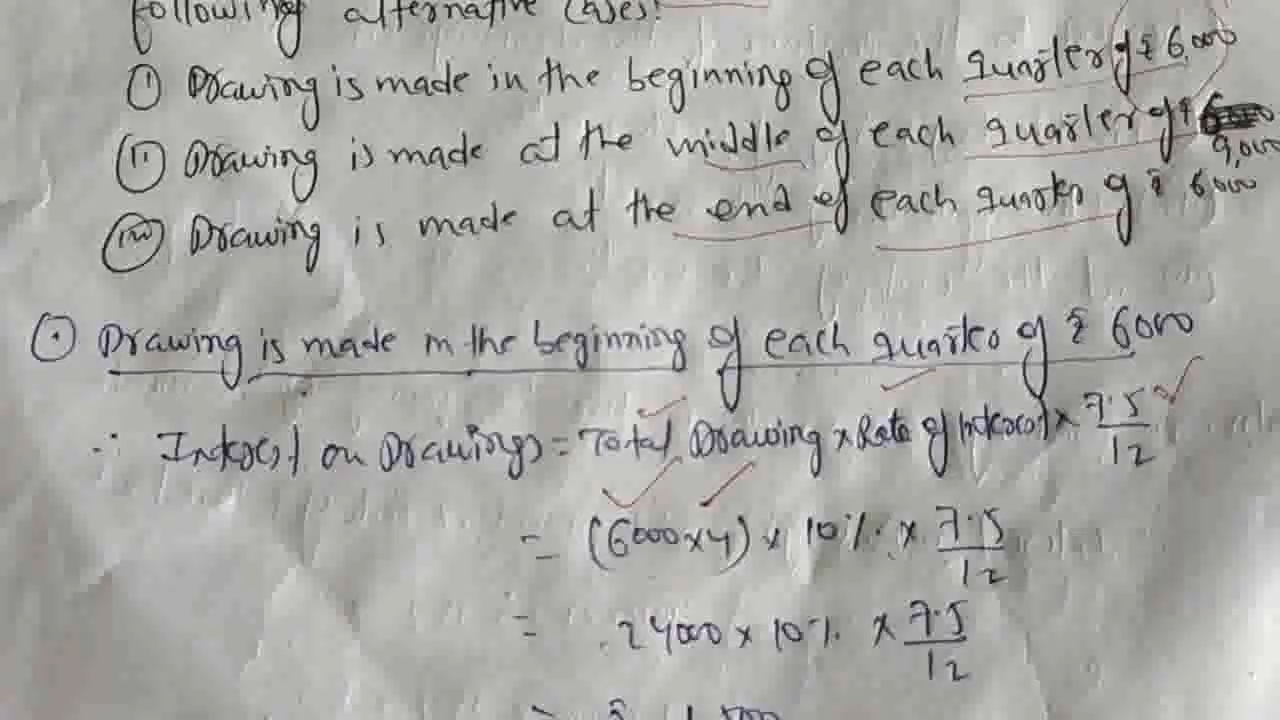 following alternative cases:
(i) Drawing is made in the beginning of each quarter of ₹ 6,000
(ii) Drawing is made at the middle of each quarter of ₹
9,000
(iii) Drawing is made at the end of each quarter of ₹ 6000
Drawing is made in the beginning of each quarter of ₹ 6000
∴ Interest on Drawings = Total Drawing x Rate of Interest x 7.5/12
= (6000x4) x 10% x 7.5/12
= 24000 x 10% x 7.5/12
= ₹